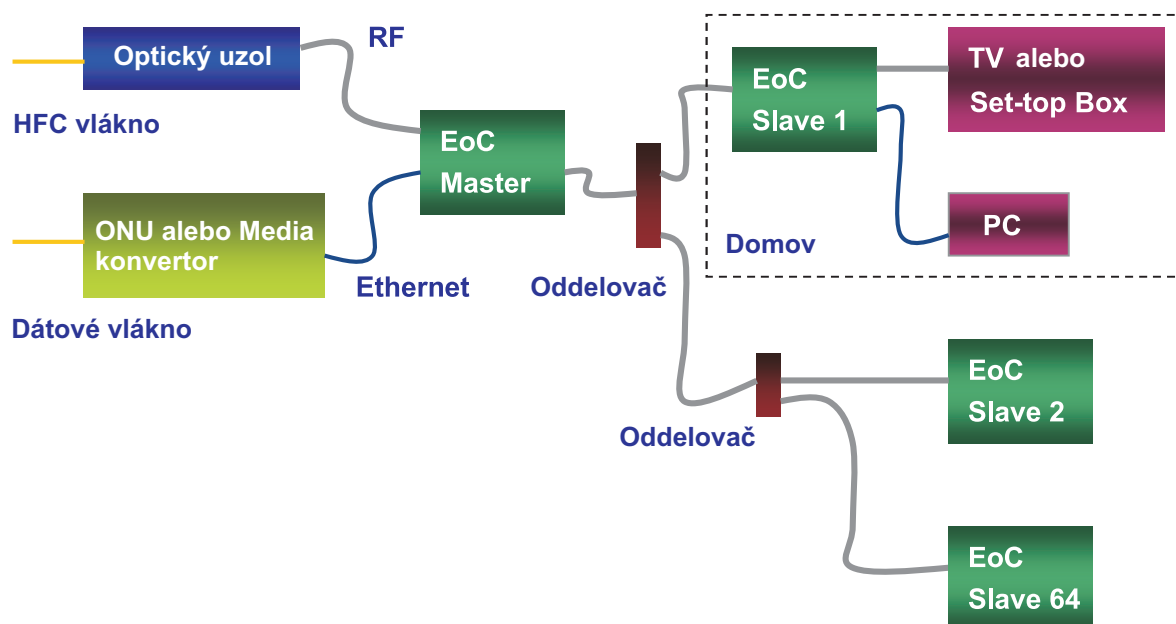 Optický uzol
RF
HFC vlákno
EoC
Master
ONU alebo Media
konvertor
Ethernet
Dátové vlákno
Oddelovač
EoC
Slave 1
TV alebo
Set-top Box
PC
Domov
Oddelovač
EoC
Slave 2
EoC
Slave 64